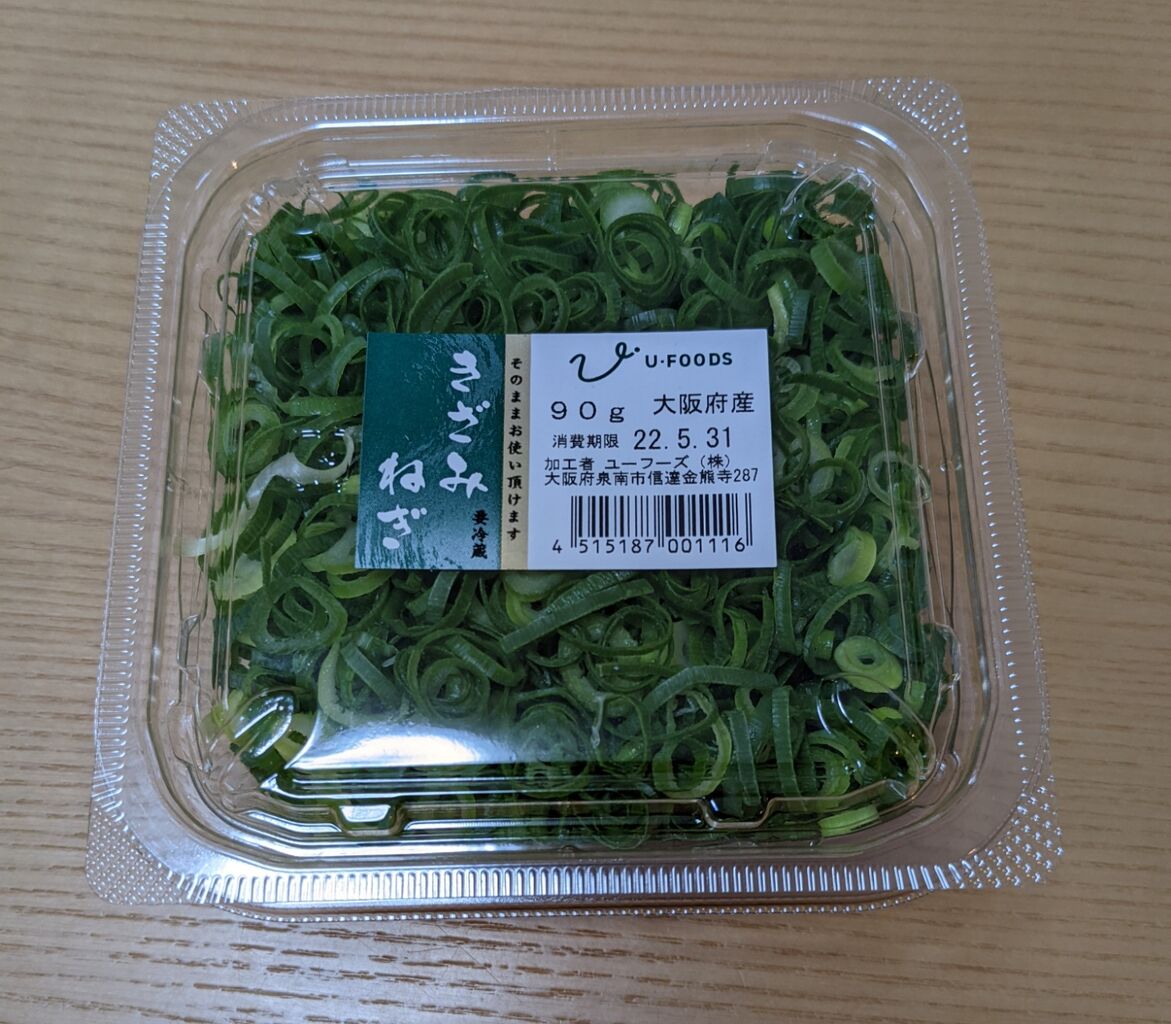 きざみ
ねぎ
要冷蔵
そのままお使い頂けます
U·FOODS
90g 大阪府産
消費期限 22.5.31
加工者 ユーフーズ（株）
大阪府泉南市信達金熊寺287
4 515187 001116